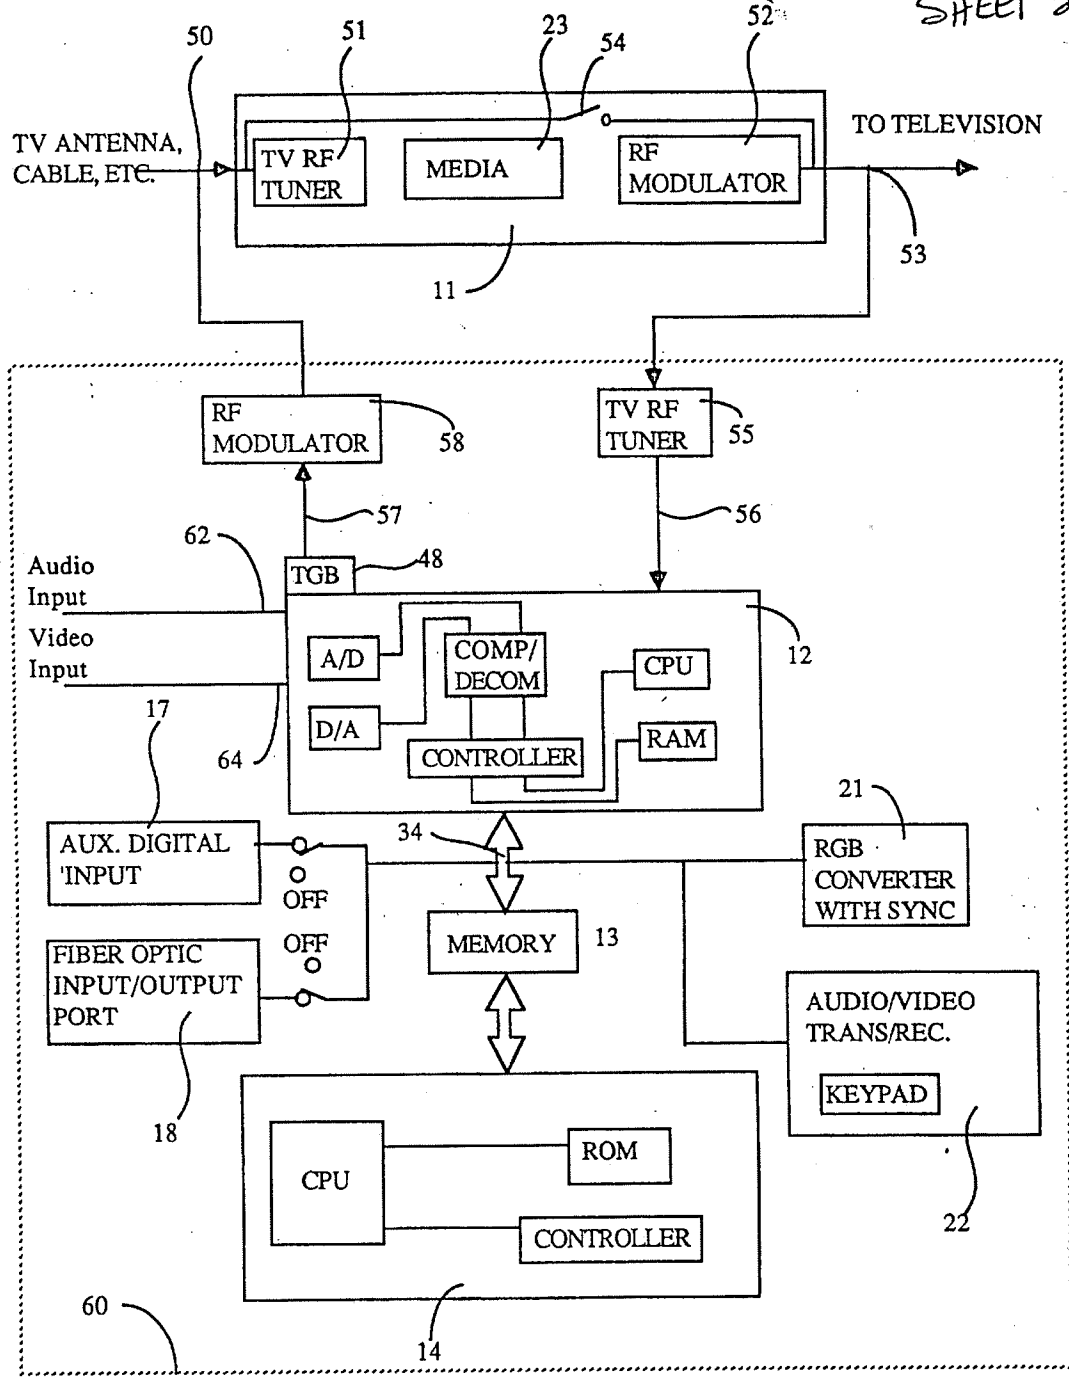 SHEET
50
51
23
54
52
TV ANTENNA,
CABLE, ETC.
TV RF
TUNER
MEDIA
RF
MODULATOR
TO TELEVISION
53
11
RF
MODULATOR
58
TV RF
TUNER
55
57
56
62
Audio
Input
TGB
48
Video
Input
64
A/D
COMP/
DECOM
CPU
D/A
CONTROLLER
RAM
12
17
AUX. DIGITAL
'INPUT
OFF
34
21
RGB
CONVERTER
WITH SYNC
FIBER OPTIC
INPUT/OUTPUT
PORT
OFF
MEMORY
13
18
AUDIO/VIDEO
TRANS/REC.
KEYPAD
22
CPU
ROM
CONTROLLER
14
60